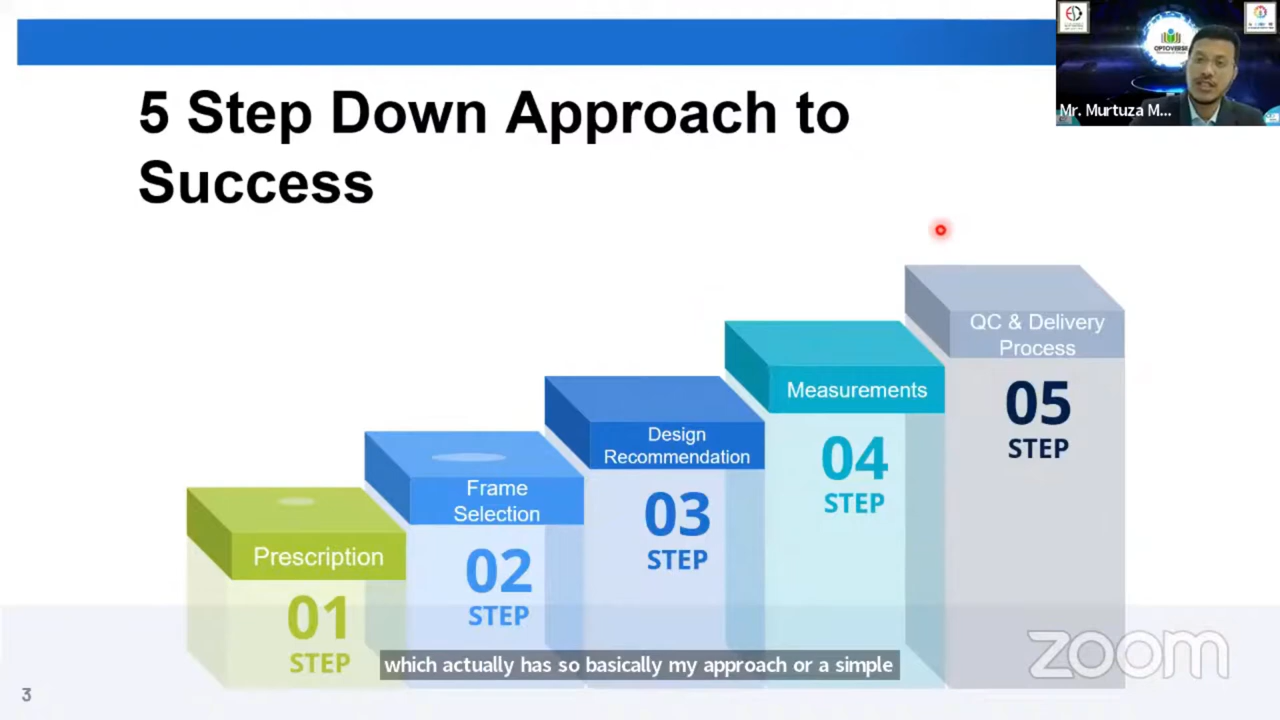 5 Step Down Approach to
Success
OPTOVERSE
Mr. Murtuza M...
Prescription
01
STEP
Frame
Selection
02
STEP
Design
Recommendation
03
STEP
Measurements
04
STEP
QC & Delivery
Process
05
STEP
which actually has so basically my approach or a simple
zoom
3